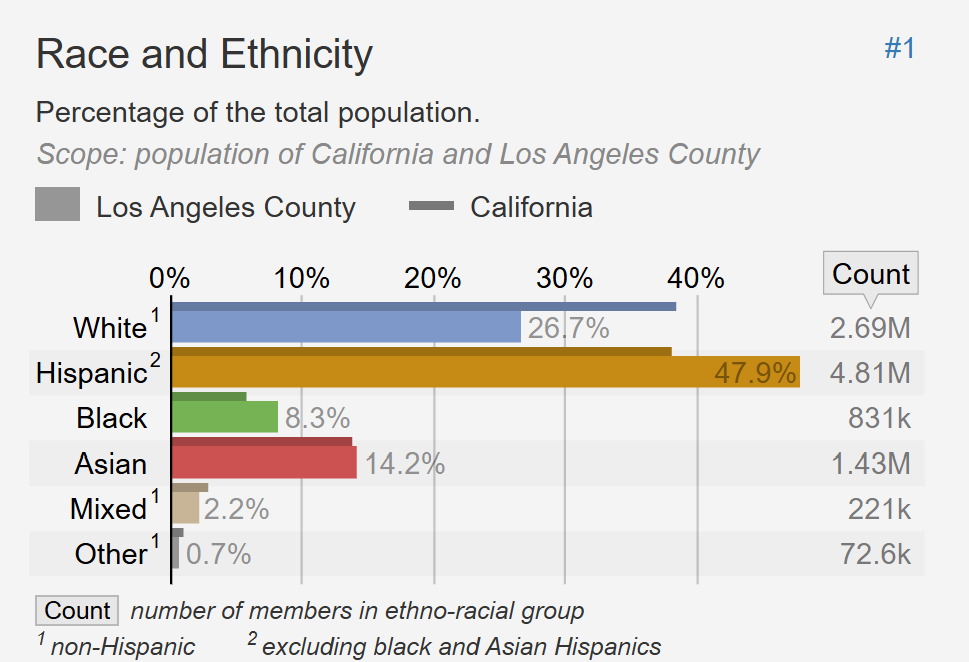 Race and Ethnicity #1
Percentage of the total population.
Scope: population of California and Los Angeles County
Los Angeles County California
0% 10% 20% 30% 40% Count
White¹ 26.7% 2.69M
Hispanic² 47.9% 4.81M
Black 8.3% 831k
Asian 14.2% 1.43M
Mixed¹ 2.2% 221k
Other¹ 0.7% 72.6k
Count number of members in ethno-racial group
¹ non-Hispanic ² excluding black and Asian Hispanics